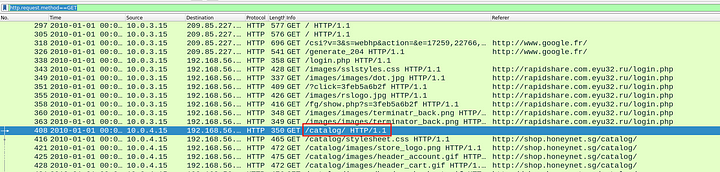 http.request.method==GET
No. Time Source Destination Protocol Length Info Referer
297 2010-01-01 00:0… 10.0.3.15 209.85.227.… HTTP 577 GET / HTTP/1.1
305 2010-01-01 00:0… 10.0.3.15 209.85.227.… HTTP 576 GET / HTTP/1.1
318 2010-01-01 00:0… 10.0.3.15 209.85.227.… HTTP 696 GET /csi?v=3&s=webhp&action=&e=17259,22766,… http://www.google.fr/
326 2010-01-01 00:0… 10.0.3.15 209.85.227.… HTTP 634 GET /generate_204 HTTP/1.1 http://www.google.fr/
338 2010-01-01 00:0… 10.0.3.15 192.168.56.… HTTP 358 GET /login.php HTTP/1.1
343 2010-01-01 00:0… 10.0.3.15 192.168.56.… HTTP 428 GET /images/sslstyles.css HTTP/1.1 http://rapidshare.com.eyu32.ru/login.php
349 2010-01-01 00:0… 10.0.3.15 192.168.56.… HTTP 337 GET /images/images/dot.jpg HTTP/1.1 http://rapidshare.com.eyu32.ru/login.php
351 2010-01-01 00:0… 10.0.3.15 192.168.56.… HTTP 409 GET /?click=3feb5a6b2f HTTP/1.1 http://rapidshare.com.eyu32.ru/login.php
355 2010-01-01 00:0… 10.0.3.15 192.168.56.… HTTP 426 GET /images/rslogo.jpg HTTP/1.1 http://rapidshare.com.eyu32.ru/login.php
358 2010-01-01 00:0… 10.0.3.15 192.168.56.… HTTP 416 GET /fg/show.php?s=3feb5a6b2f HTTP/1.1 http://rapidshare.com.eyu32.ru/login.php
360 2010-01-01 00:0… 10.0.3.15 192.168.56.… HTTP 348 GET /images/images/terminatr_back.png HTTP/… http://rapidshare.com.eyu32.ru/login.php
363 2010-01-01 00:0… 10.0.3.15 192.168.56.… HTTP 349 GET /images/images/terminator_back.png HTTP… http://rapidshare.com.eyu32.ru/login.php
408 2010-01-01 00:0… 10.0.4.15 192.168.56.… HTTP 350 GET /catalog/ HTTP/1.1
416 2010-01-01 00:0… 10.0.4.15 192.168.56.… HTTP 465 GET /catalog/stylesheet.css HTTP/1.1 http://shop.honeynet.sg/catalog/
421 2010-01-01 00:0… 10.0.4.15 192.168.56.… HTTP 472 GET /catalog/images/store_logo.png HTTP/1.1 http://shop.honeynet.sg/catalog/
425 2010-01-01 00:0… 10.0.4.15 192.168.56.… HTTP 475 GET /catalog/images/header_account.gif HTTP… http://shop.honeynet.sg/catalog/
428 2010-01-01 00:0… 10.0.4.15 192.168.56.… HTTP 472 GET /catalog/images/header_cart.gif HTTP/1… http://shop.honeynet.sg/catalog/